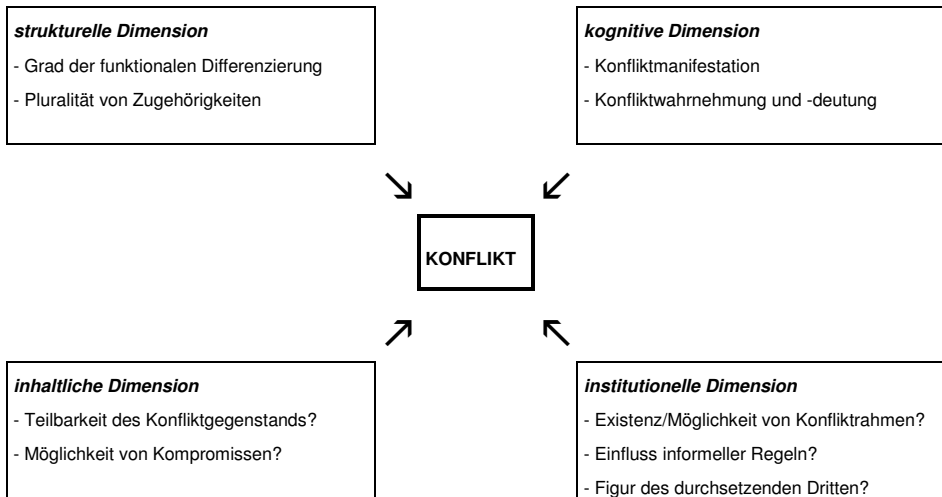 strukturelle Dimension
- Grad der funktionalen Differenzierung
- Pluralität von Zugehörigkeiten
kognitive Dimension
- Konfliktmanifestation
- Konfliktwahrnehmung und -deutung
KONFLIKT
inhaltliche Dimension
- Teilbarkeit des Konfliktgegenstands?
- Möglichkeit von Kompromissen?
institutionelle Dimension
- Existenz/Möglichkeit von Konfliktrahmen?
- Einfluss informeller Regeln?
- Figur des durchsetzenden Dritten?